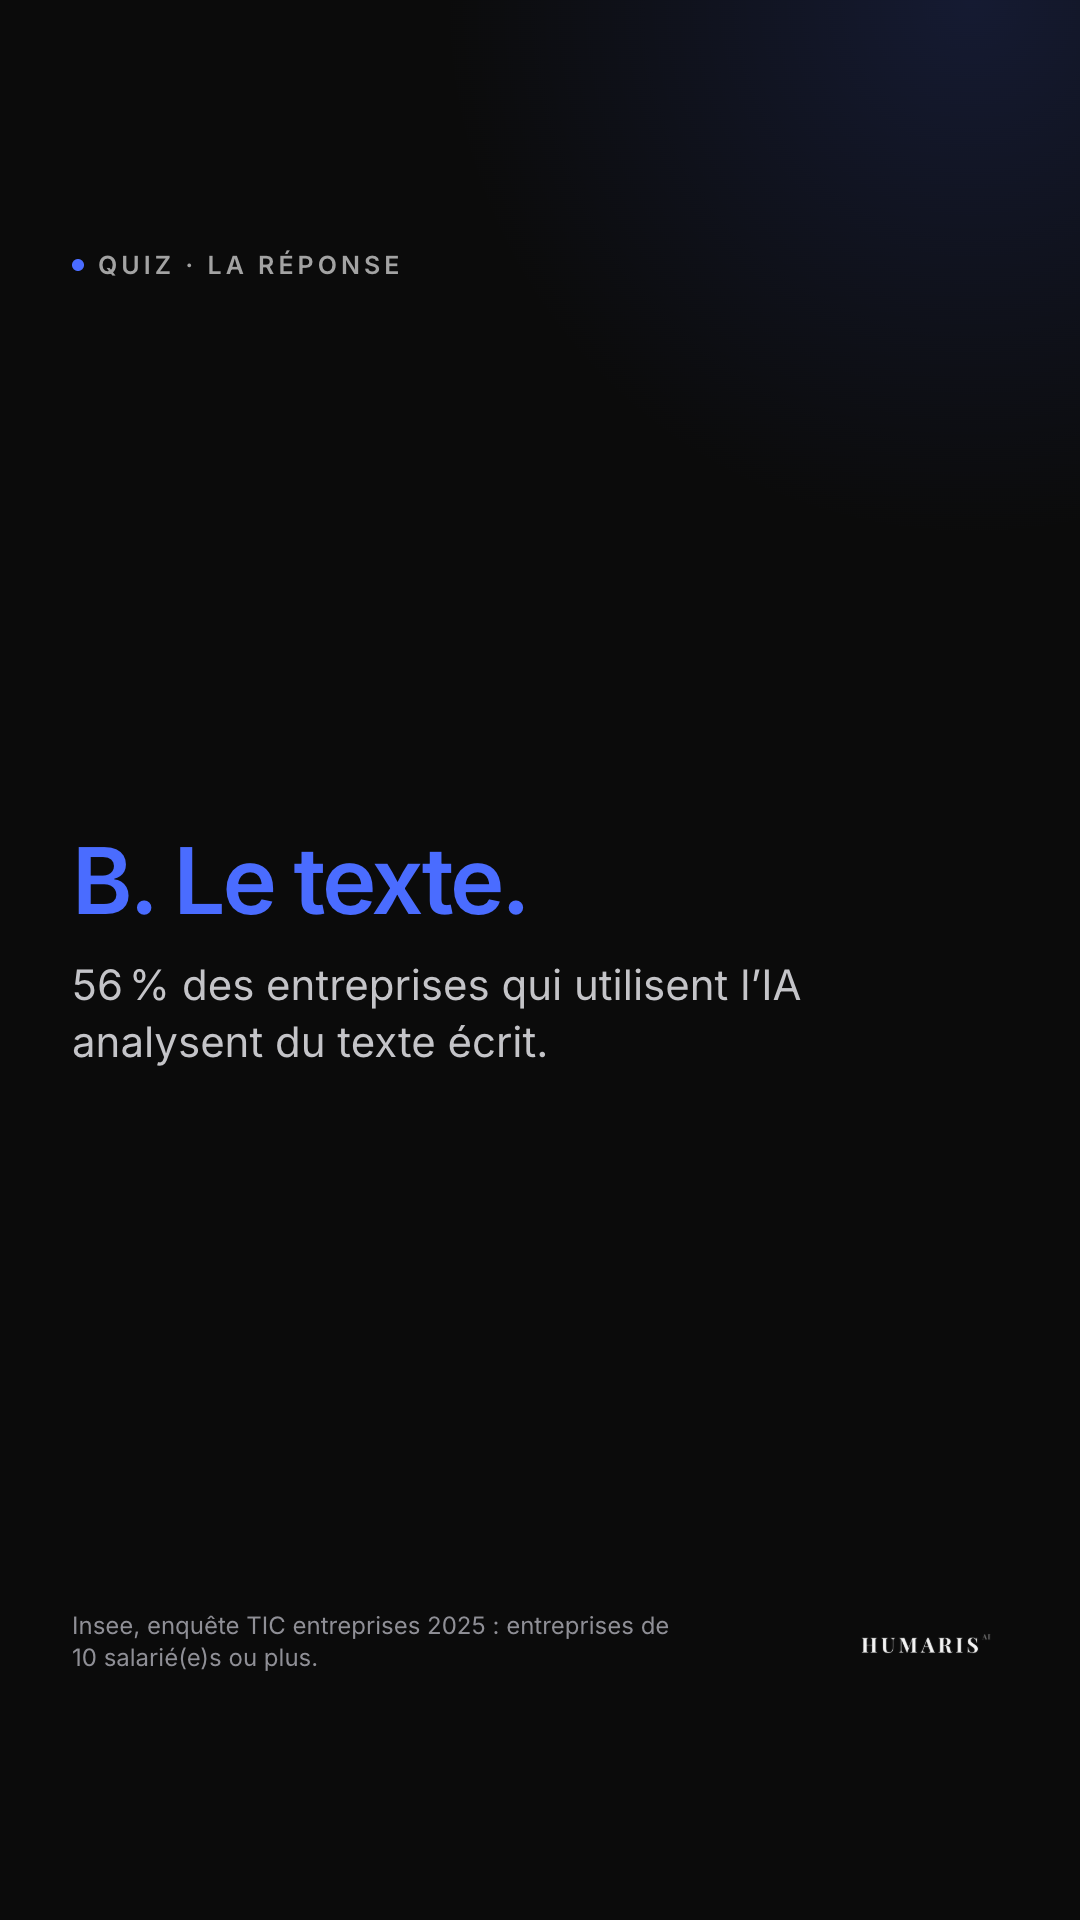 QUIZ · LA RÉPONSE
B. Le texte.
56 % des entreprises qui utilisent l’IA
analysent du texte écrit.
Insee, enquête TIC entreprises 2025 : entreprises de
10 salarié(e)s ou plus.
HUMARIS AI